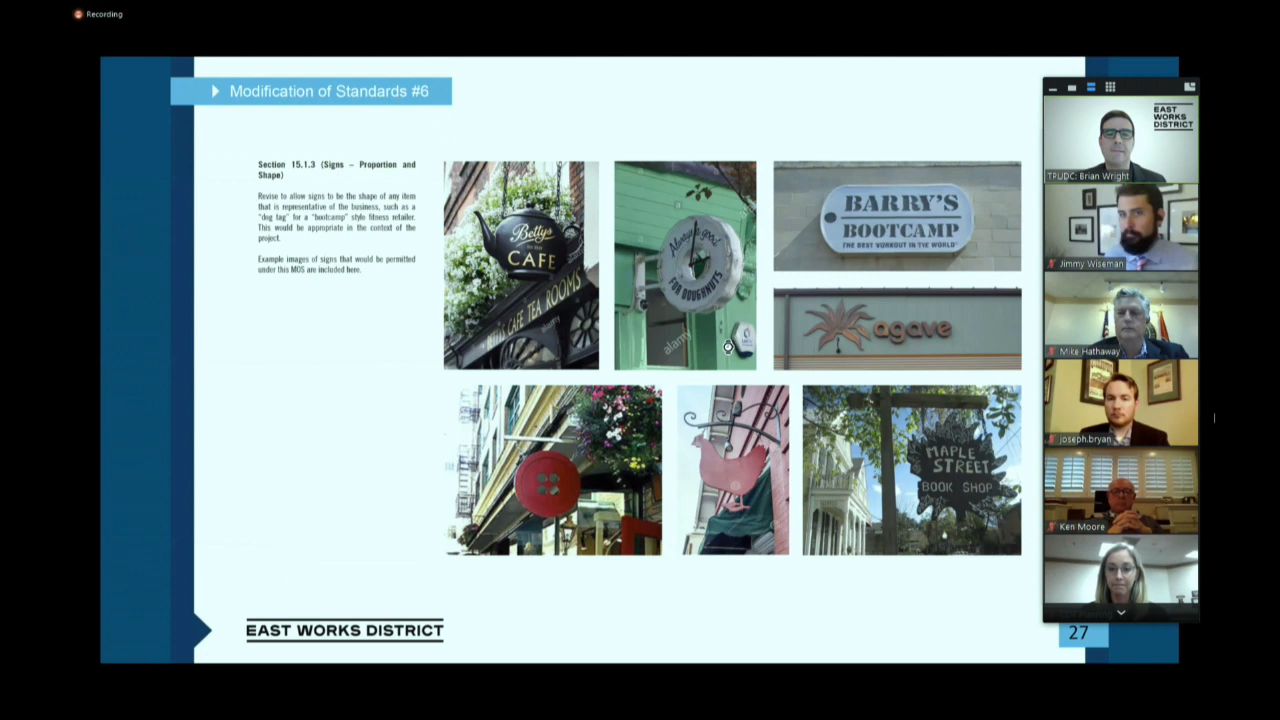 Recording
Modification of Standards #6
Section 15.1.3 (Signs – Proportion and
Shape)
Revise to allow signs to be the shape of any item
that is representative of the business, such as a
"dog tag" for a "bootcamp" style fitness retailer.
This would be appropriate in the context of the
project.
Example images of signs that would be permitted
under this MOS are included here.
Bettys
CAFE
CAFE TEA ROOMS
alamy
Always good
FOR DOUGHNUTS
alamy
BARRY'S
BOOTCAMP
THE BEST WORKOUT IN THE WORLD
agave
MAPLE
STREET
BOOK SHOP
EAST WORKS DISTRICT
27
EAST
WORKS
DISTRICT
TPUDC: Brian Wright
Jimmy Wiseman
Mike Hathaway
joseph.bryan
Ken Moore